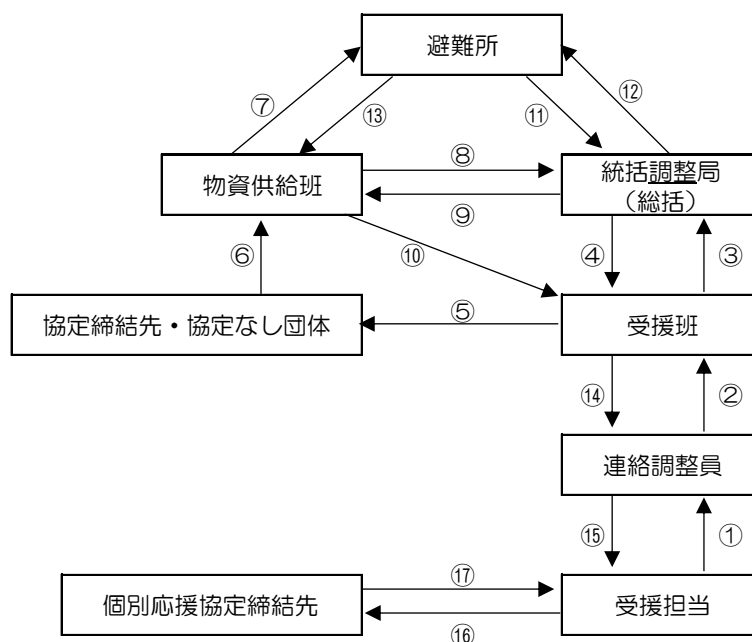 避難所
⑦
⑬
⑪
⑫
物資供給班
⑧
⑨
統括調整局
（総括）
⑥
⑩
④
③
協定締結先・協定なし団体
⑤
受援班
⑭
②
連絡調整員
⑮
①
個別応援協定締結先
⑰
⑯
受援担当